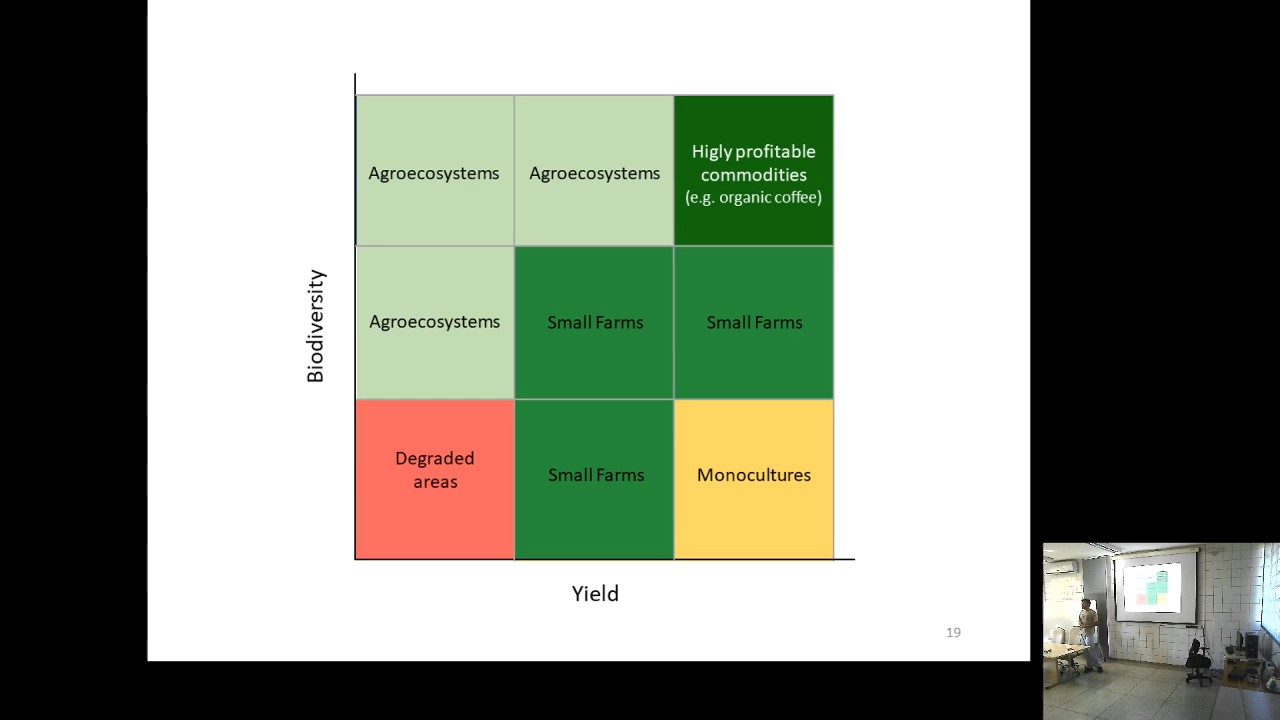 Agroecosystems
Agroecosystems
Higly profitable
commodities
(e.g. organic coffee)
Biodiversity
Agroecosystems
Small Farms
Small Farms
Degraded
areas
Small Farms
Monocultures
Yield
19